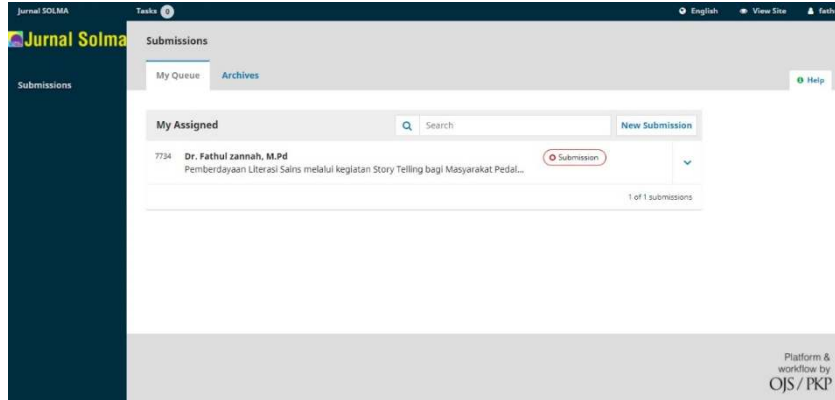 Jurnal SOLMA
Tasks 0
English
View Site
fath
Jurnal Solma
Submissions
Submissions
My Queue
Archives
Help
My Assigned
Search
New Submission
7734
Dr. Fathul zannah, M.Pd
Submission
Pemberdayaan Literasi Sains melalui kegiatan Story Telling bagi Masyarakat Pedal...
1 of 1 submissions
Platform &
workflow by
OJS / PKP